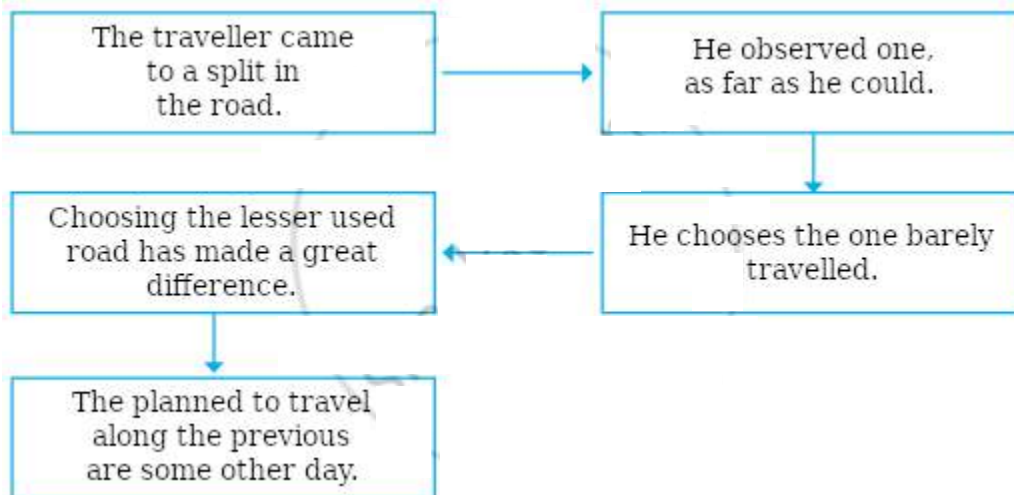 The traveller came
to a split in
the road.
He observed one,
as far as he could.
He chooses the one barely
travelled.
Choosing the lesser used
road has made a great
difference.
The planned to travel
along the previous
are some other day.